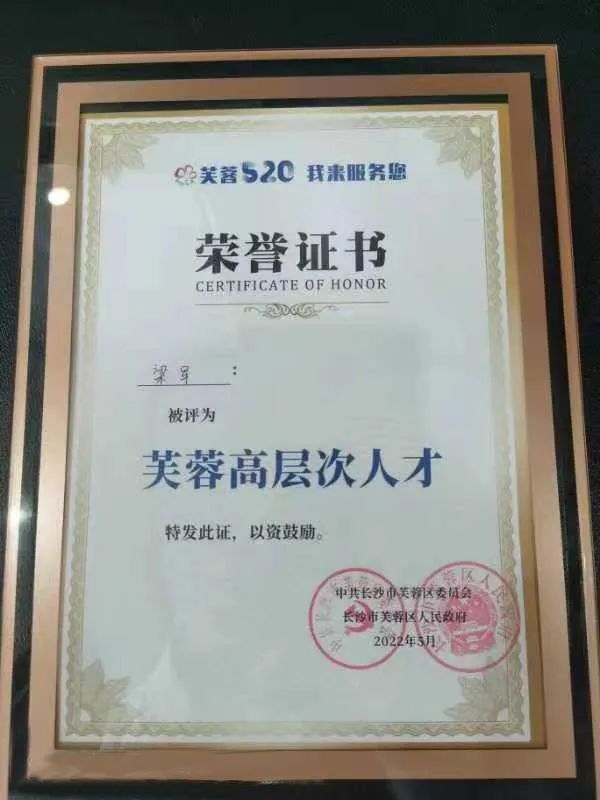 芙蓉520 我来服务您
荣誉证书
CERTIFICATE OF HONOR
梁军：
被评为
芙蓉高层次人才
特发此证，以资鼓励。
中共长沙市芙蓉区委员会
长沙市芙蓉区人民政府
2022年5月